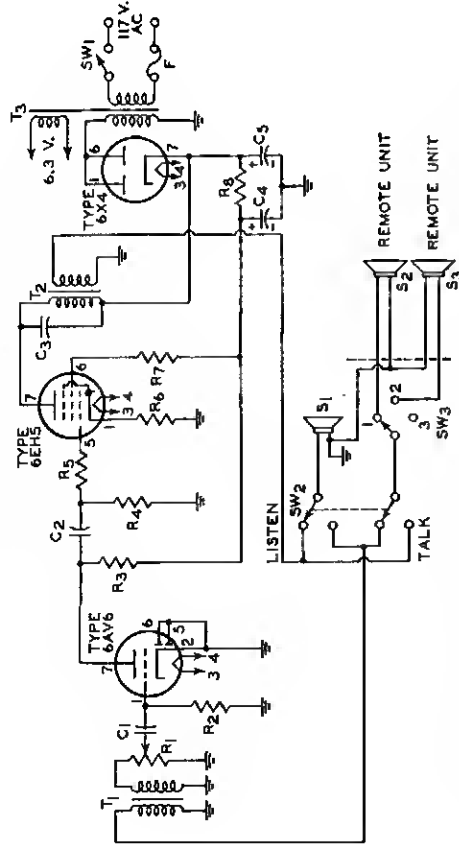 T1
R1
C1
R2
TYPE
6AV6
7
1
6
5
2
3
4
R3
C2
R4
R5
TYPE
6EH5
7
5
6
1
3
4
R6
R7
C3
T2
TYPE
6X4
1
6
7
3
4
6.3 V.
T3
SW1
117 V.
AC
F
R8
C4
C5
+
-
+
-
LISTEN
SW2
TALK
S1
1
2
3
SW3
S2
REMOTE UNIT
S3
REMOTE UNIT